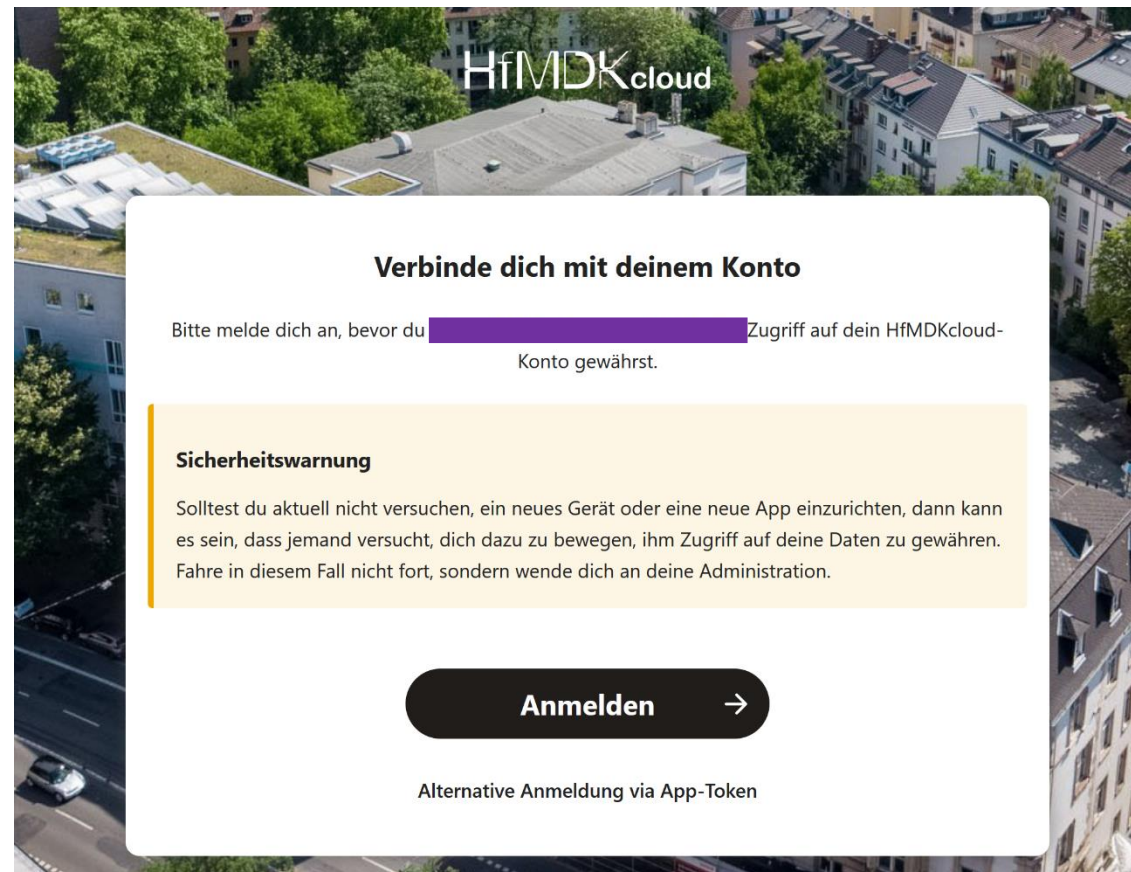 HfMDKcloud
Verbinde dich mit deinem Konto
Bitte melde dich an, bevor du Zugriff auf dein HfMDKcloud-
Konto gewährst.
Sicherheitswarnung
Solltest du aktuell nicht versuchen, ein neues Gerät oder eine neue App einzurichten, dann kann
es sein, dass jemand versucht, dich dazu zu bewegen, ihm Zugriff auf deine Daten zu gewähren.
Fahre in diesem Fall nicht fort, sondern wende dich an deine Administration.
Anmelden
Alternative Anmeldung via App-Token